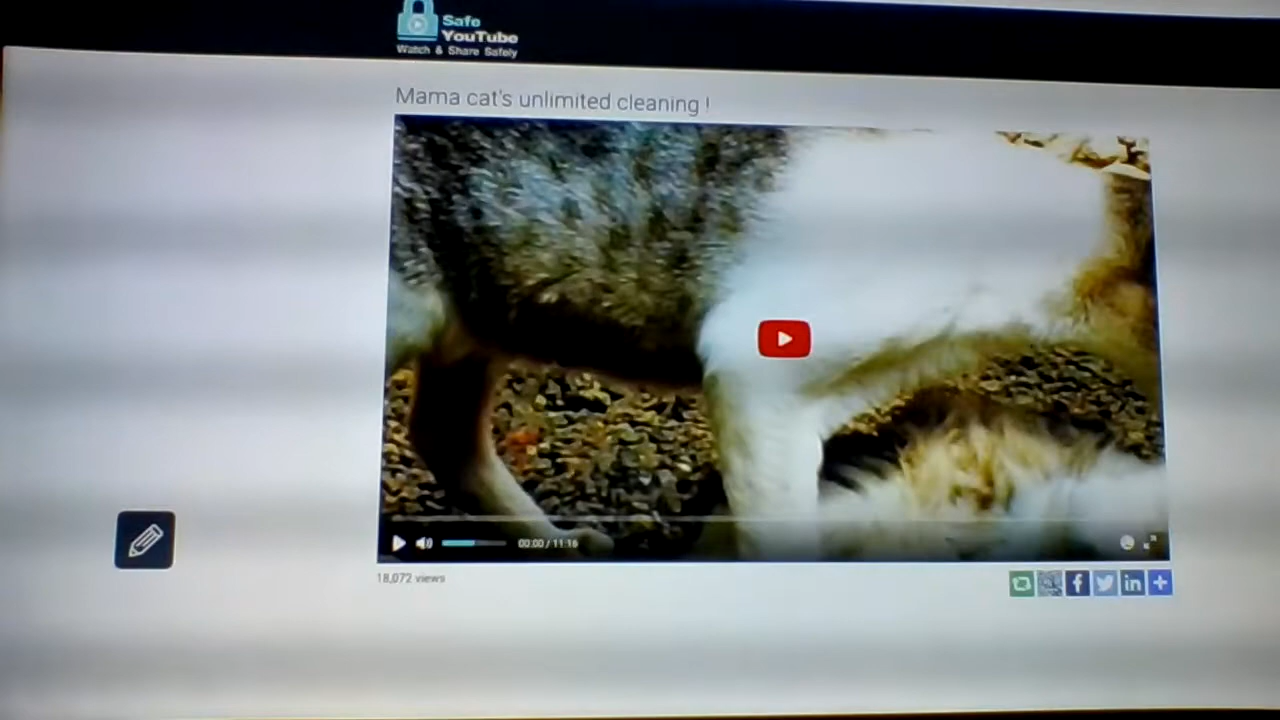 Safe
YouTube
Watch & Share Safely
Mama cat's unlimited cleaning !
00:00 / 11:16
18,072 views